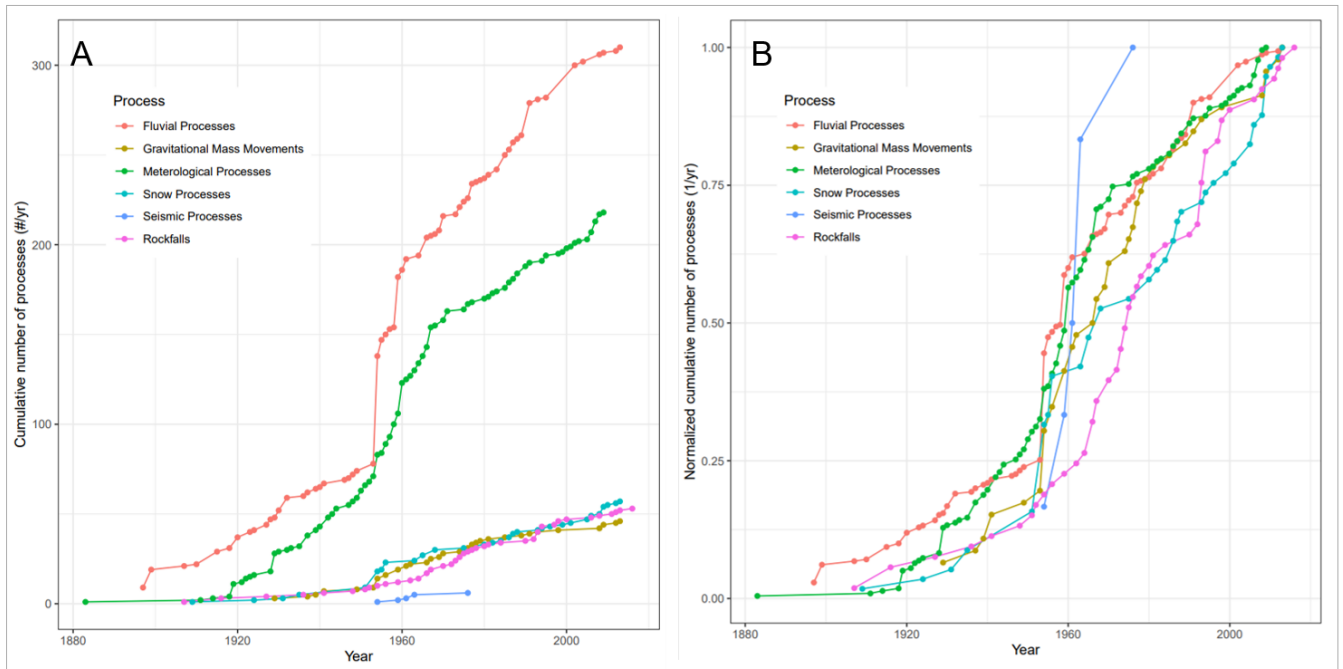 A
Process
Fluvial Processes
Gravitational Mass Movements
Meterological Processes
Snow Processes
Seismic Processes
Rockfalls
Cumulative number of processes (#/yr)
300
200
100
0
1880
1920
1960
2000
Year
B
Process
Fluvial Processes
Gravitational Mass Movements
Meterological Processes
Snow Processes
Seismic Processes
Rockfalls
Normalized cumulative number of processes (1/yr)
1.00
0.75
0.50
0.25
0.00
1880
1920
1960
2000
Year